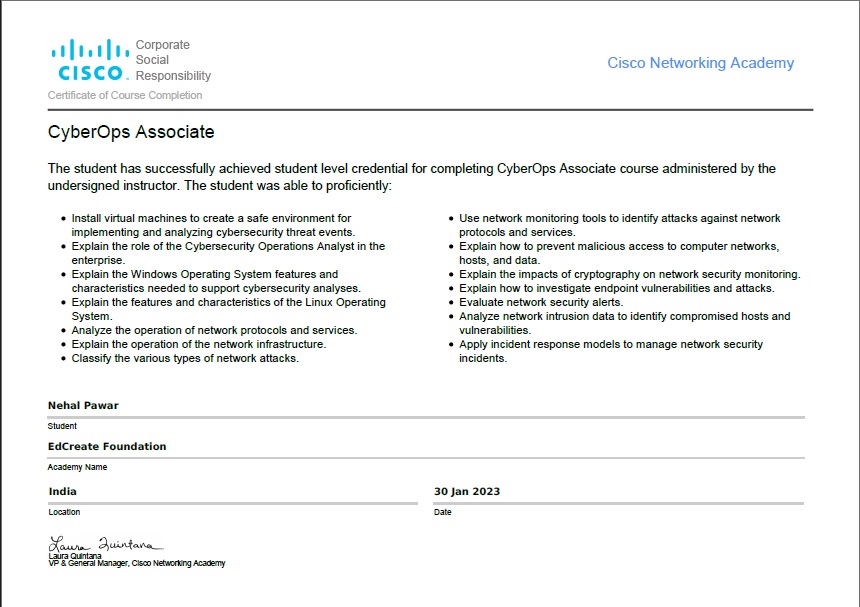 CISCO
Corporate
Social
Responsibility
Cisco Networking Academy
Certificate of Course Completion
CyberOps Associate
The student has successfully achieved student level credential for completing CyberOps Associate course administered by the
undersigned instructor. The student was able to proficiently:
• Install virtual machines to create a safe environment for
implementing and analyzing cybersecurity threat events.
• Explain the role of the Cybersecurity Operations Analyst in the
enterprise.
• Explain the Windows Operating System features and
characteristics needed to support cybersecurity analyses.
• Explain the features and characteristics of the Linux Operating
System.
• Analyze the operation of network protocols and services.
• Explain the operation of the network infrastructure.
• Classify the various types of network attacks.
• Use network monitoring tools to identify attacks against network
protocols and services.
• Explain how to prevent malicious access to computer networks,
hosts, and data.
• Explain the impacts of cryptography on network security monitoring.
• Explain how to investigate endpoint vulnerabilities and attacks.
• Evaluate network security alerts.
• Analyze network intrusion data to identify compromised hosts and
vulnerabilities.
• Apply incident response models to manage network security
incidents.
Nehal Pawar
Student
EdCreate Foundation
Academy Name
India
Location
30 Jan 2023
Date
Laura Quintana
Laura Quintana
VP & General Manager, Cisco Networking Academy